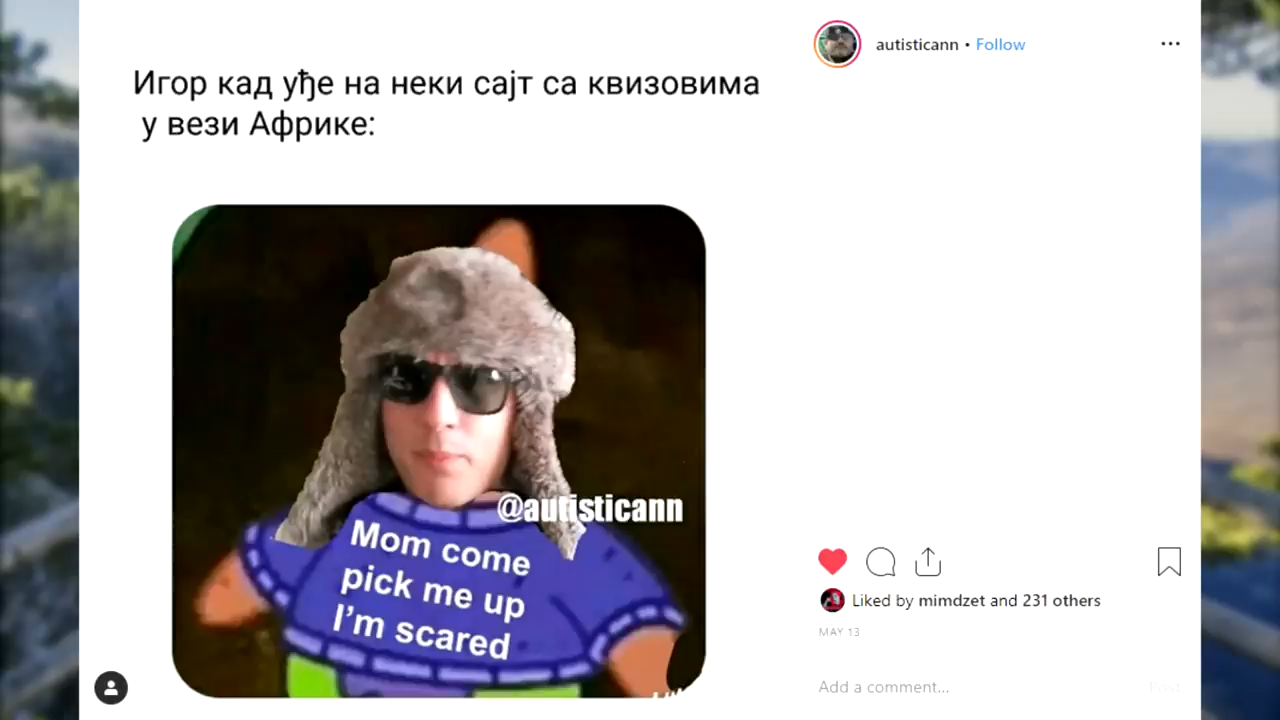 autisticann • Follow
Игор кад уђе на неки сајт са квизовима
у вези Африке:
@autisticann
Mom come
pick me up
I'm scared
Liked by mimdzet and 231 others
MAY 13
Add a comment...
Post